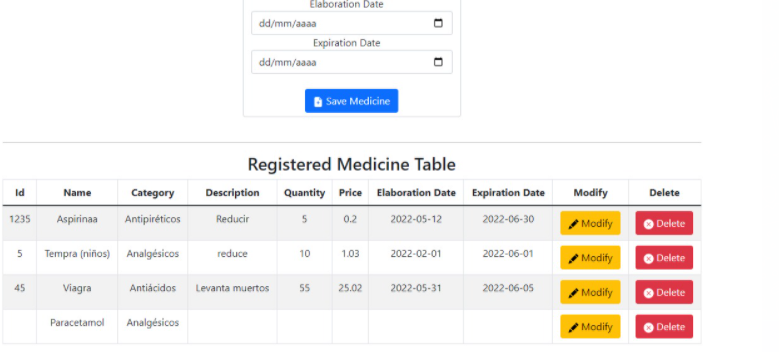 Elaboration Date
dd/mm/aaaa
Expiration Date
dd/mm/aaaa
Save Medicine
Registered Medicine Table
Id Name Category Description Quantity Price Elaboration Date Expiration Date Modify Delete
1235 Aspirinaa Antipiréticos Reducir 5 0.2 2022-05-12 2022-06-30 Modify Delete
5 Tempra (niños) Analgésicos reduce 10 1.03 2022-02-01 2022-06-01 Modify Delete
45 Viagra Antiácidos Levanta muertos 55 25.02 2022-05-31 2022-06-05 Modify Delete
Paracetamol Analgésicos Modify Delete